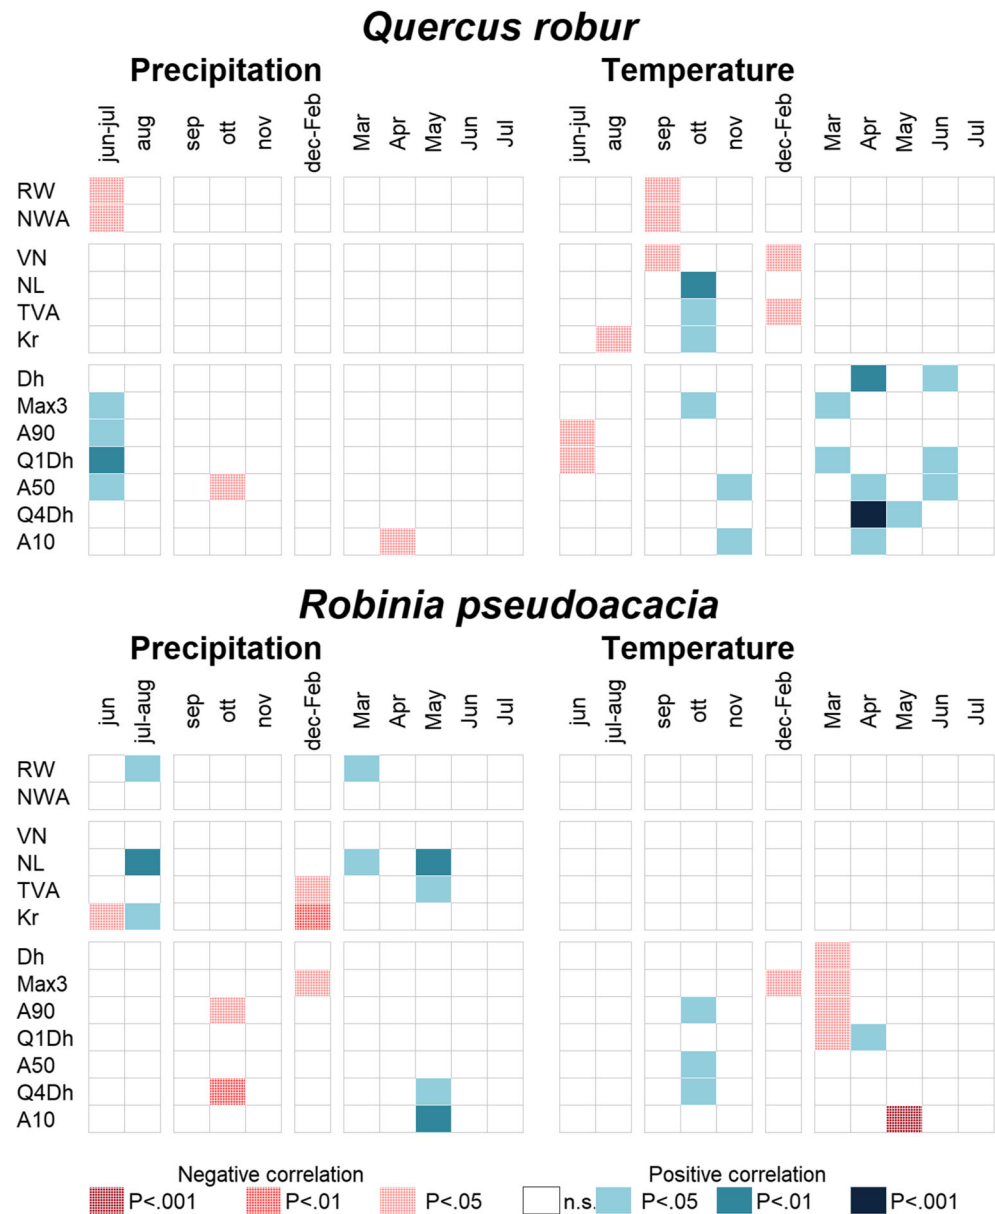 Quercus robur
Precipitation Temperature
jun-jul aug sep ott nov dec-Feb Mar Apr May Jun Jul jun-jul aug sep ott nov dec-Feb Mar Apr May Jun Jul
RW
NWA
VN
NL
TVA
Kr
Dh
Max3
A90
Q1Dh
A50
Q4Dh
A10
Robinia pseudoacacia
Precipitation Temperature
jun jul-aug sep ott nov dec-Feb Mar Apr May Jun Jul jun jul-aug sep ott nov dec-Feb Mar Apr May Jun Jul
RW
NWA
VN
NL
TVA
Kr
Dh
Max3
A90
Q1Dh
A50
Q4Dh
A10
Negative correlation Positive correlation
P<.001 P<.01 P<.05 n.s. P<.05 P<.01 P<.001